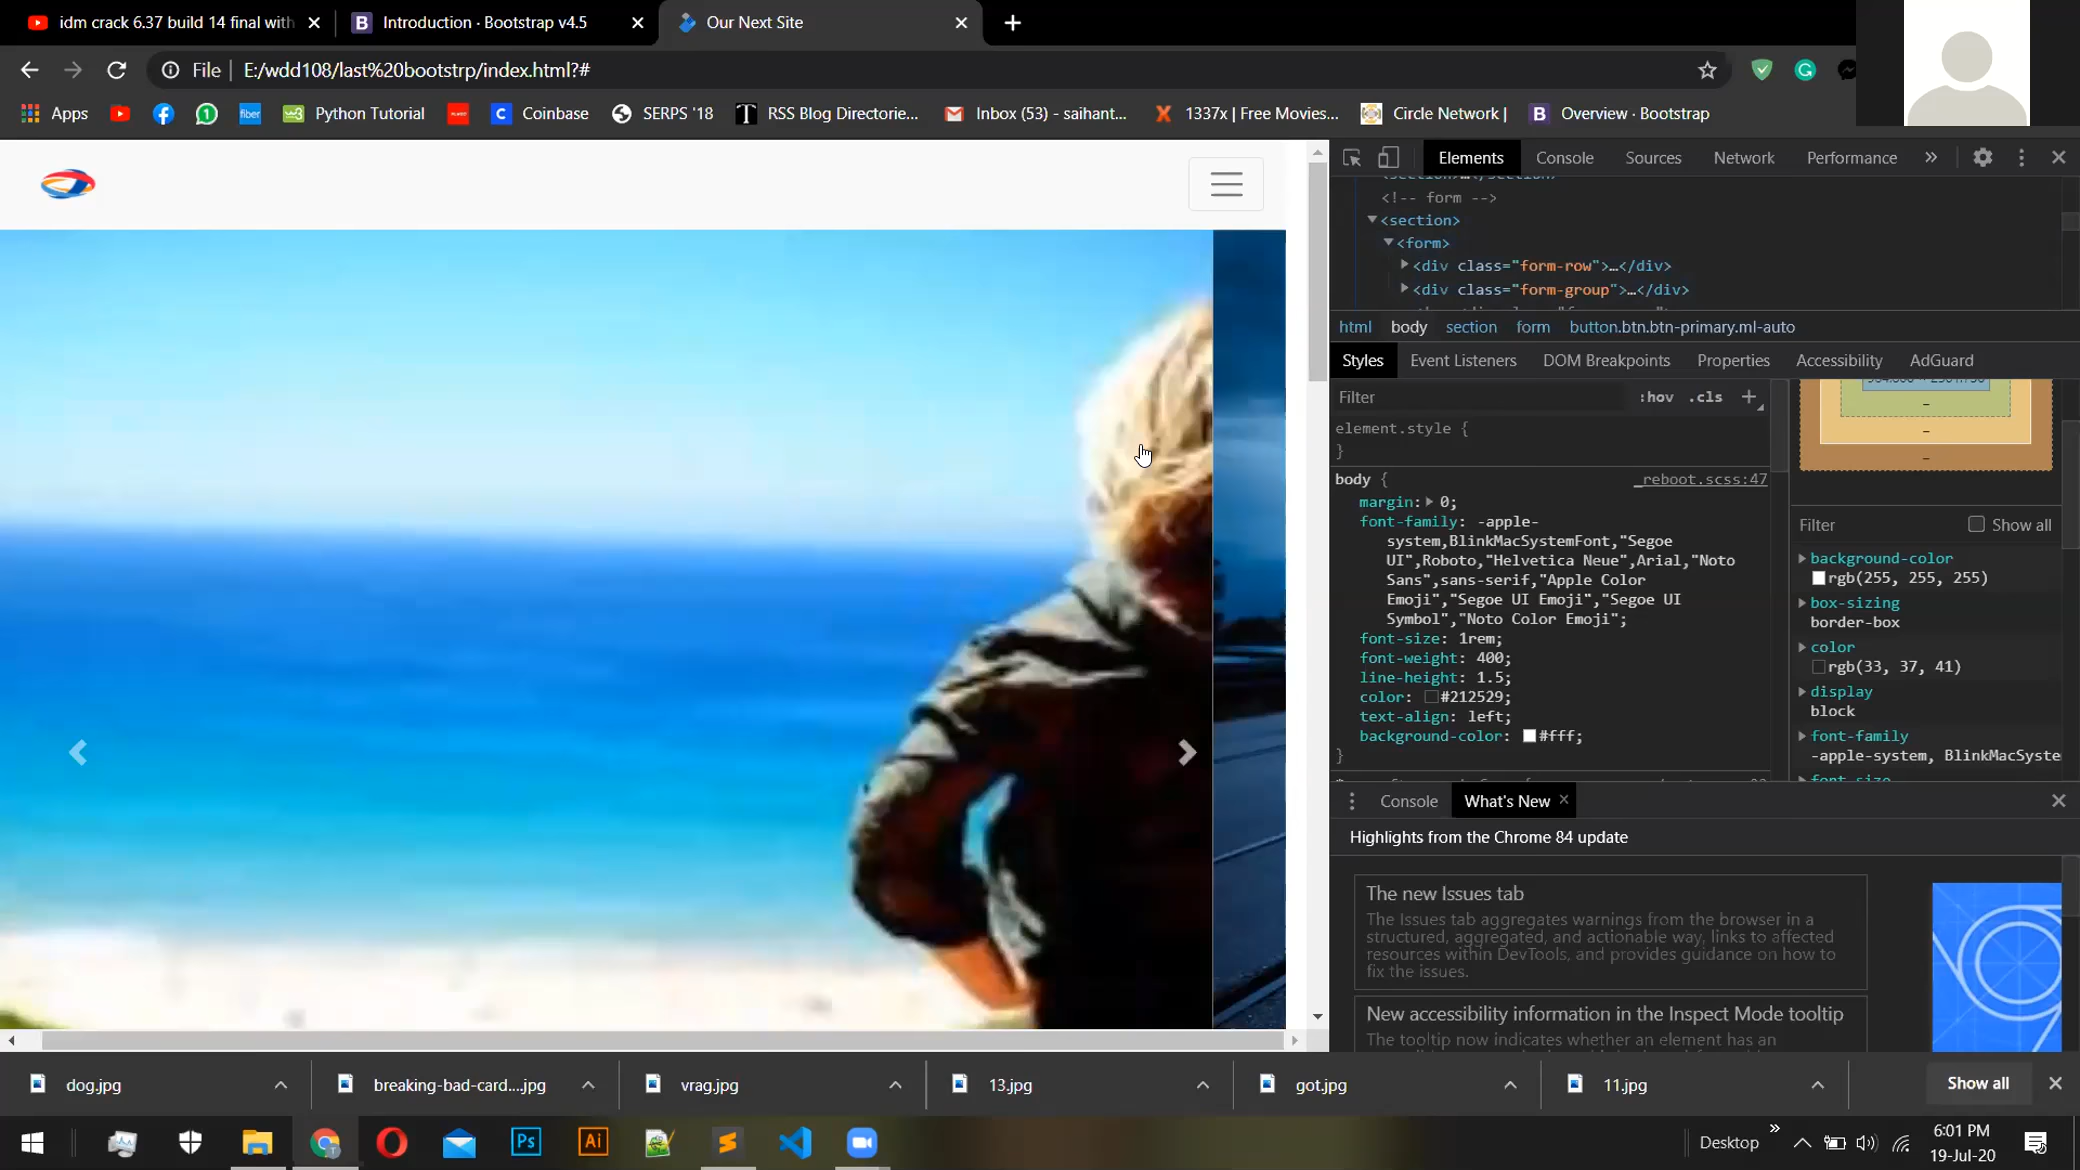 idm crack 6.37 build 14 final with
Introduction · Bootstrap v4.5
Our Next Site
File E:/wdd108/last%20bootstrp/index.html?#
Apps
fiber
Python Tutorial
Coinbase
SERPS '18
RSS Blog Directorie...
Inbox (53) - saihant...
1337x | Free Movies...
Circle Network |
Overview · Bootstrap
Elements Console Sources Network Performance
<!-- form -->
<section>
<form>
<div class="form-row">…</div>
<div class="form-group">…</div>
html body section form button.btn.btn-primary.ml-auto
Styles Event Listeners DOM Breakpoints Properties Accessibility AdGuard
Filter :hov .cls +
element.style {
}
body { _reboot.scss:47
margin: 0;
font-family: -apple-
system,BlinkMacSystemFont,"Segoe
UI",Roboto,"Helvetica Neue",Arial,"Noto
Sans",sans-serif,"Apple Color
Emoji","Segoe UI Emoji","Segoe UI
Symbol","Noto Color Emoji";
font-size: 1rem;
font-weight: 400;
line-height: 1.5;
color: #212529;
text-align: left;
background-color: #fff;
}
Filter Show all
background-color
rgb(255, 255, 255)
box-sizing
border-box
color
rgb(33, 37, 41)
display
block
font-family
-apple-system, BlinkMacSyste
font-size
Console What's New
Highlights from the Chrome 84 update
The new Issues tab
The Issues tab aggregates warnings from the browser in a
structured, aggregated, and actionable way, links to affected
resources within DevTools, and provides guidance on how to
fix the issues.
New accessibility information in the Inspect Mode tooltip
The tooltip now indicates whether an element has an
dog.jpg
breaking-bad-card....jpg
vrag.jpg
13.jpg
got.jpg
11.jpg
Show all
Ps
Ai
Desktop
6:01 PM
19-Jul-20